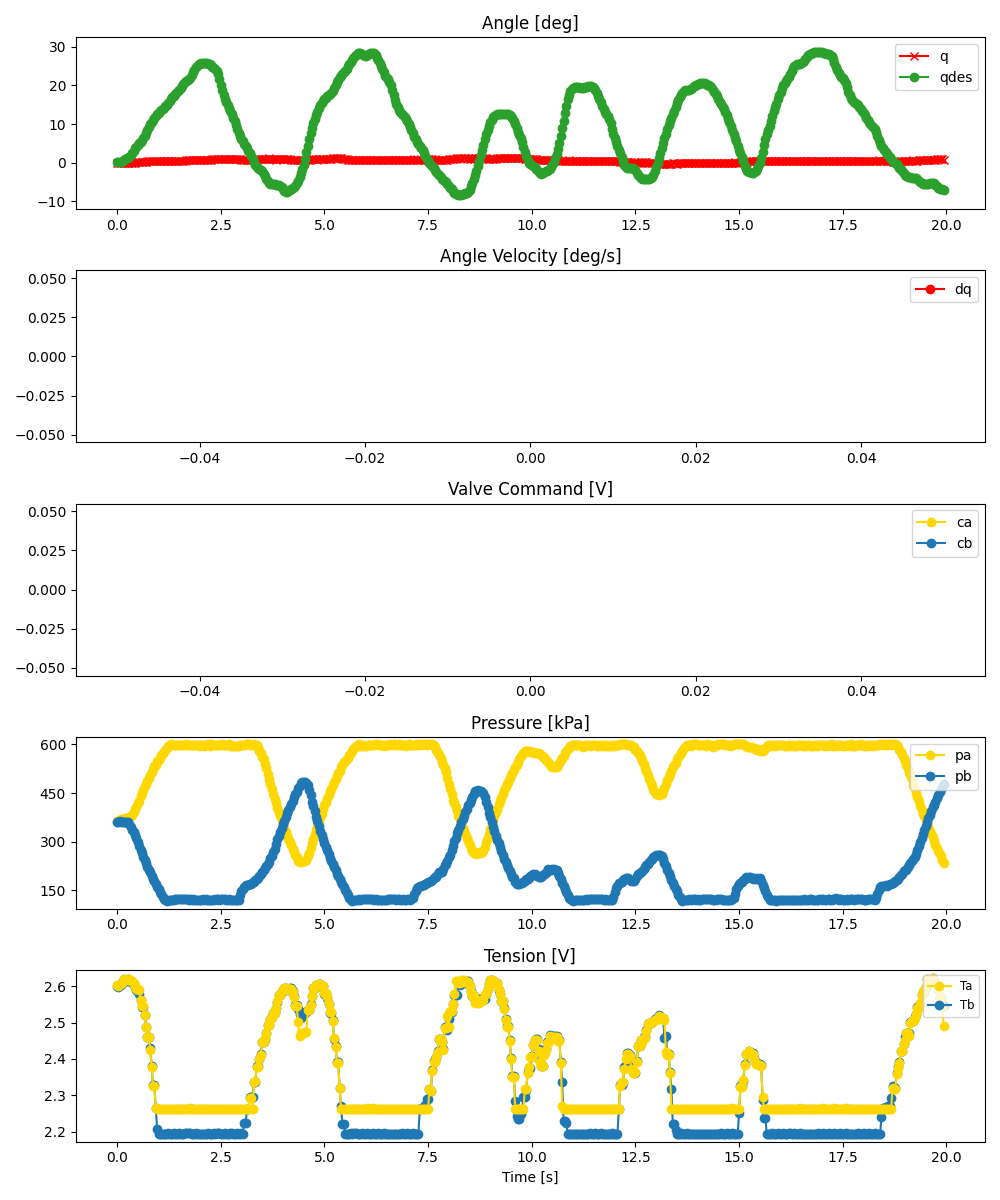 Angle [deg]
30
20
10
0
−10
q
qdes
0.0 2.5 5.0 7.5 10.0 12.5 15.0 17.5 20.0
Angle Velocity [deg/s]
0.050
0.025
0.000
−0.025
−0.050
dq
−0.04 −0.02 0.00 0.02 0.04
Valve Command [V]
0.050
0.025
0.000
−0.025
−0.050
ca
cb
−0.04 −0.02 0.00 0.02 0.04
Pressure [kPa]
600
450
300
150
pa
pb
0.0 2.5 5.0 7.5 10.0 12.5 15.0 17.5 20.0
Tension [V]
2.6
2.5
2.4
2.3
2.2
Ta
Tb
0.0 2.5 5.0 7.5 10.0 12.5 15.0 17.5 20.0
Time [s]